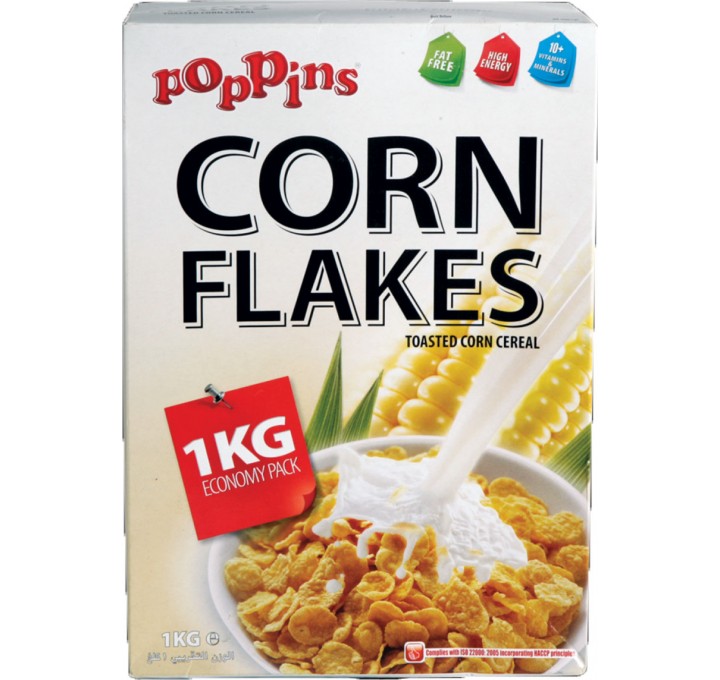 TOASTED CORN CEREAL
poppins
FAT FREE
HIGH ENERGY
10+ VITAMINS & MINERALS
CORN
FLAKES
TOASTED CORN CEREAL
1KG
ECONOMY PACK
1KG e
Complies with ISO 22000: 2005 incorporating HACCP principles